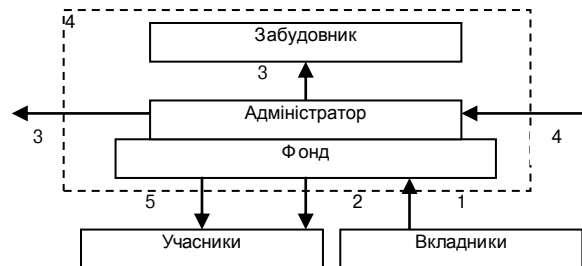 4
Забудовник
3
Адміністратор
3
4
Фонд
5
2
1
Учасники
Вкладники